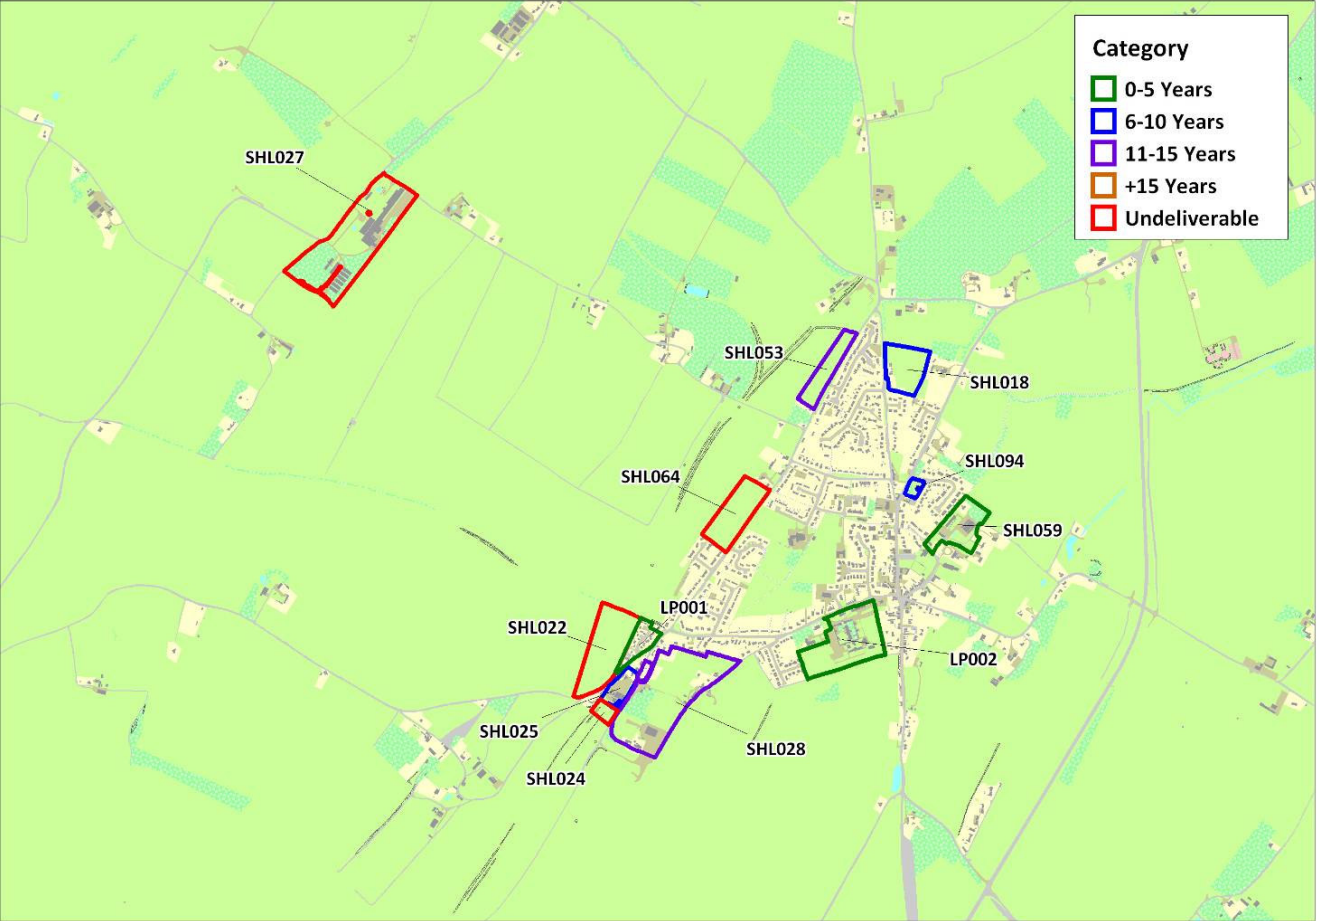 Category
0-5 Years
6-10 Years
11-15 Years
+15 Years
Undeliverable
SHL027
SHL053
SHL018
SHL094
SHL064
SHL059
LP001
SHL022
LP002
SHL025
SHL028
SHL024